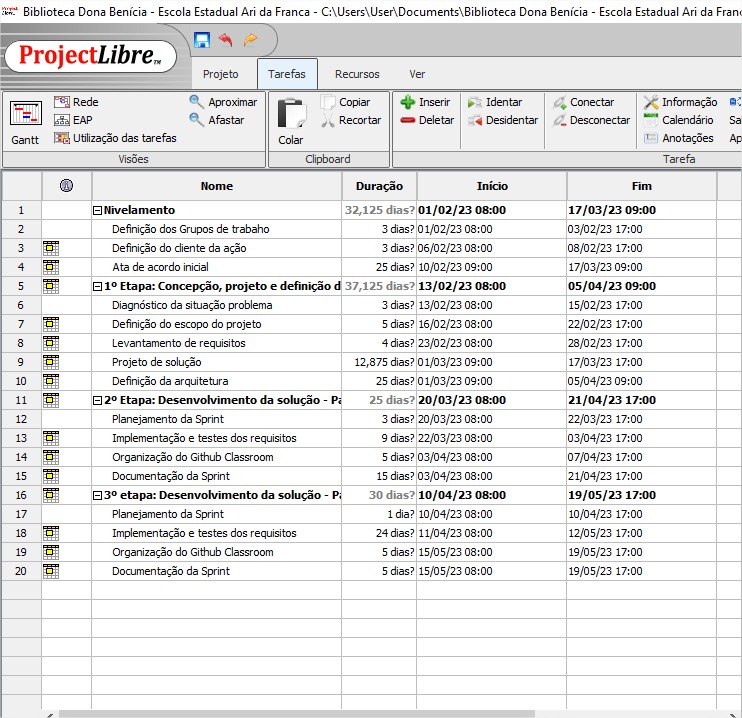 Biblioteca Dona Benícia - Escola Estadual Ari da Franca - C:\Users\User\Documents\Biblioteca Dona Benícia - Escola Estadual Ari da Franc
ProjectLibre™
Projeto Tarefas Recursos Ver
Rede Aproximar Copiar Inserir Identar Conectar Informação
EAP Afastar Recortar Deletar Desidentar Desconectar Calendário
Gantt Utilização das tarefas Colar Anotações
Visões Clipboard Tarefa
Nome Duração Início Fim
1 Nivelamento 32,125 dias? 01/02/23 08:00 17/03/23 09:00
2 Definição dos Grupos de trabaho 3 dias? 01/02/23 08:00 03/02/23 17:00
3 Definição do cliente da ação 3 dias? 06/02/23 08:00 08/02/23 17:00
4 Ata de acordo inicial 25 dias? 10/02/23 09:00 17/03/23 09:00
5 1º Etapa: Concepção, projeto e definição d 37,125 dias? 13/02/23 08:00 05/04/23 09:00
6 Diagnóstico da situação problema 3 dias? 13/02/23 08:00 15/02/23 17:00
7 Definição do escopo do projeto 5 dias? 16/02/23 08:00 22/02/23 17:00
8 Levantamento de requisitos 4 dias? 23/02/23 08:00 28/02/23 17:00
9 Projeto de solução 12,875 dias? 01/03/23 09:00 17/03/23 17:00
10 Definição da arquitetura 25 dias? 01/03/23 09:00 05/04/23 09:00
11 2º Etapa: Desenvolvimento da solução - Pa 25 dias? 20/03/23 08:00 21/04/23 17:00
12 Planejamento da Sprint 3 dias? 20/03/23 08:00 22/03/23 17:00
13 Implementação e testes dos requisitos 9 dias? 22/03/23 08:00 03/04/23 17:00
14 Organização do Github Classroom 5 dias? 03/04/23 08:00 07/04/23 17:00
15 Documentação da Sprint 15 dias? 03/04/23 08:00 21/04/23 17:00
16 3º etapa: Desenvolvimento da solução - Pa 30 dias? 10/04/23 08:00 19/05/23 17:00
17 Planejamento da Sprint 1 dia? 10/04/23 08:00 10/04/23 17:00
18 Implementação e testes dos requisitos 24 dias? 11/04/23 08:00 12/05/23 17:00
19 Organização do Github Classroom 5 dias? 15/05/23 08:00 19/05/23 17:00
20 Documentação da Sprint 5 dias? 15/05/23 08:00 19/05/23 17:00